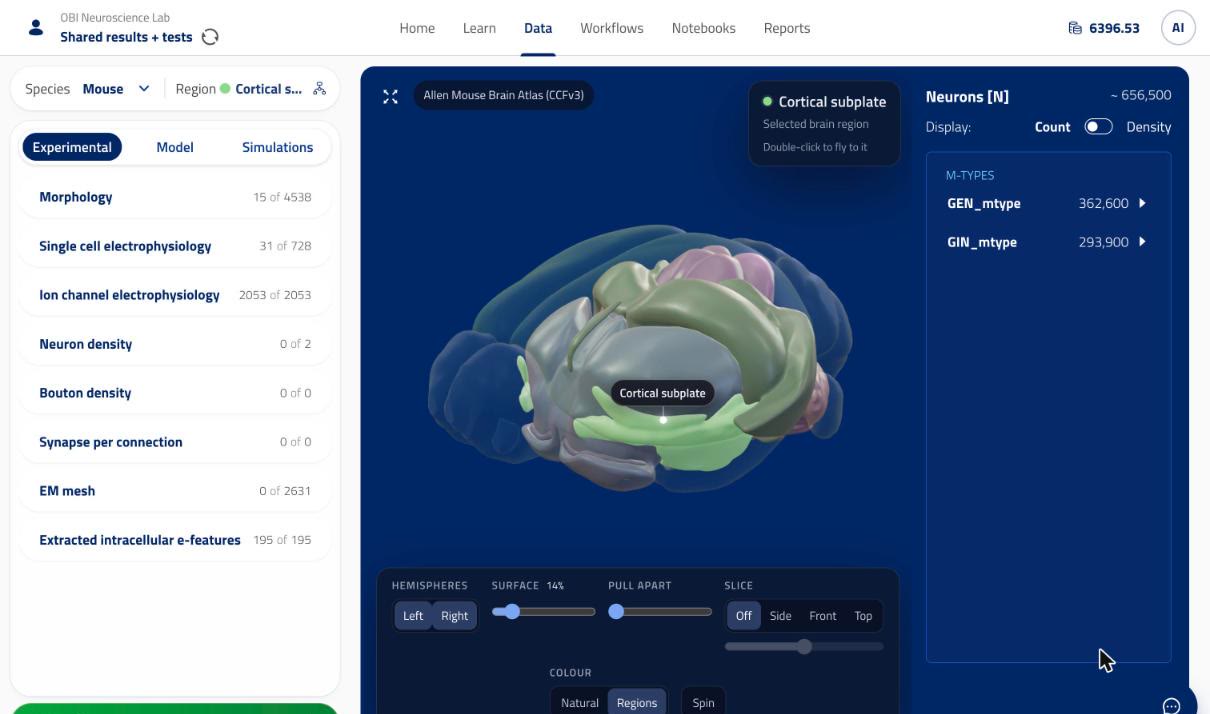 OBI Neuroscience Lab
Shared results + tests
Home Learn Data Workflows Notebooks Reports
6396.53
AI
Species Mouse Region Cortical s...
Experimental Model Simulations
Morphology 15 of 4538
Single cell electrophysiology 31 of 728
Ion channel electrophysiology 2053 of 2053
Neuron density 0 of 2
Bouton density 0 of 0
Synapse per connection 0 of 0
EM mesh 0 of 2631
Extracted intracellular e-features 195 of 195
Allen Mouse Brain Atlas (CCFv3)
Cortical subplate
Selected brain region
Double-click to fly to it
Cortical subplate
HEMISPHERES SURFACE 14% PULL APART SLICE
Left Right Off Side Front Top
COLOUR
Natural Regions Spin
Neurons [N] ~ 656,500
Display: Count Density
M-TYPES
GEN_mtype 362,600
GIN_mtype 293,900